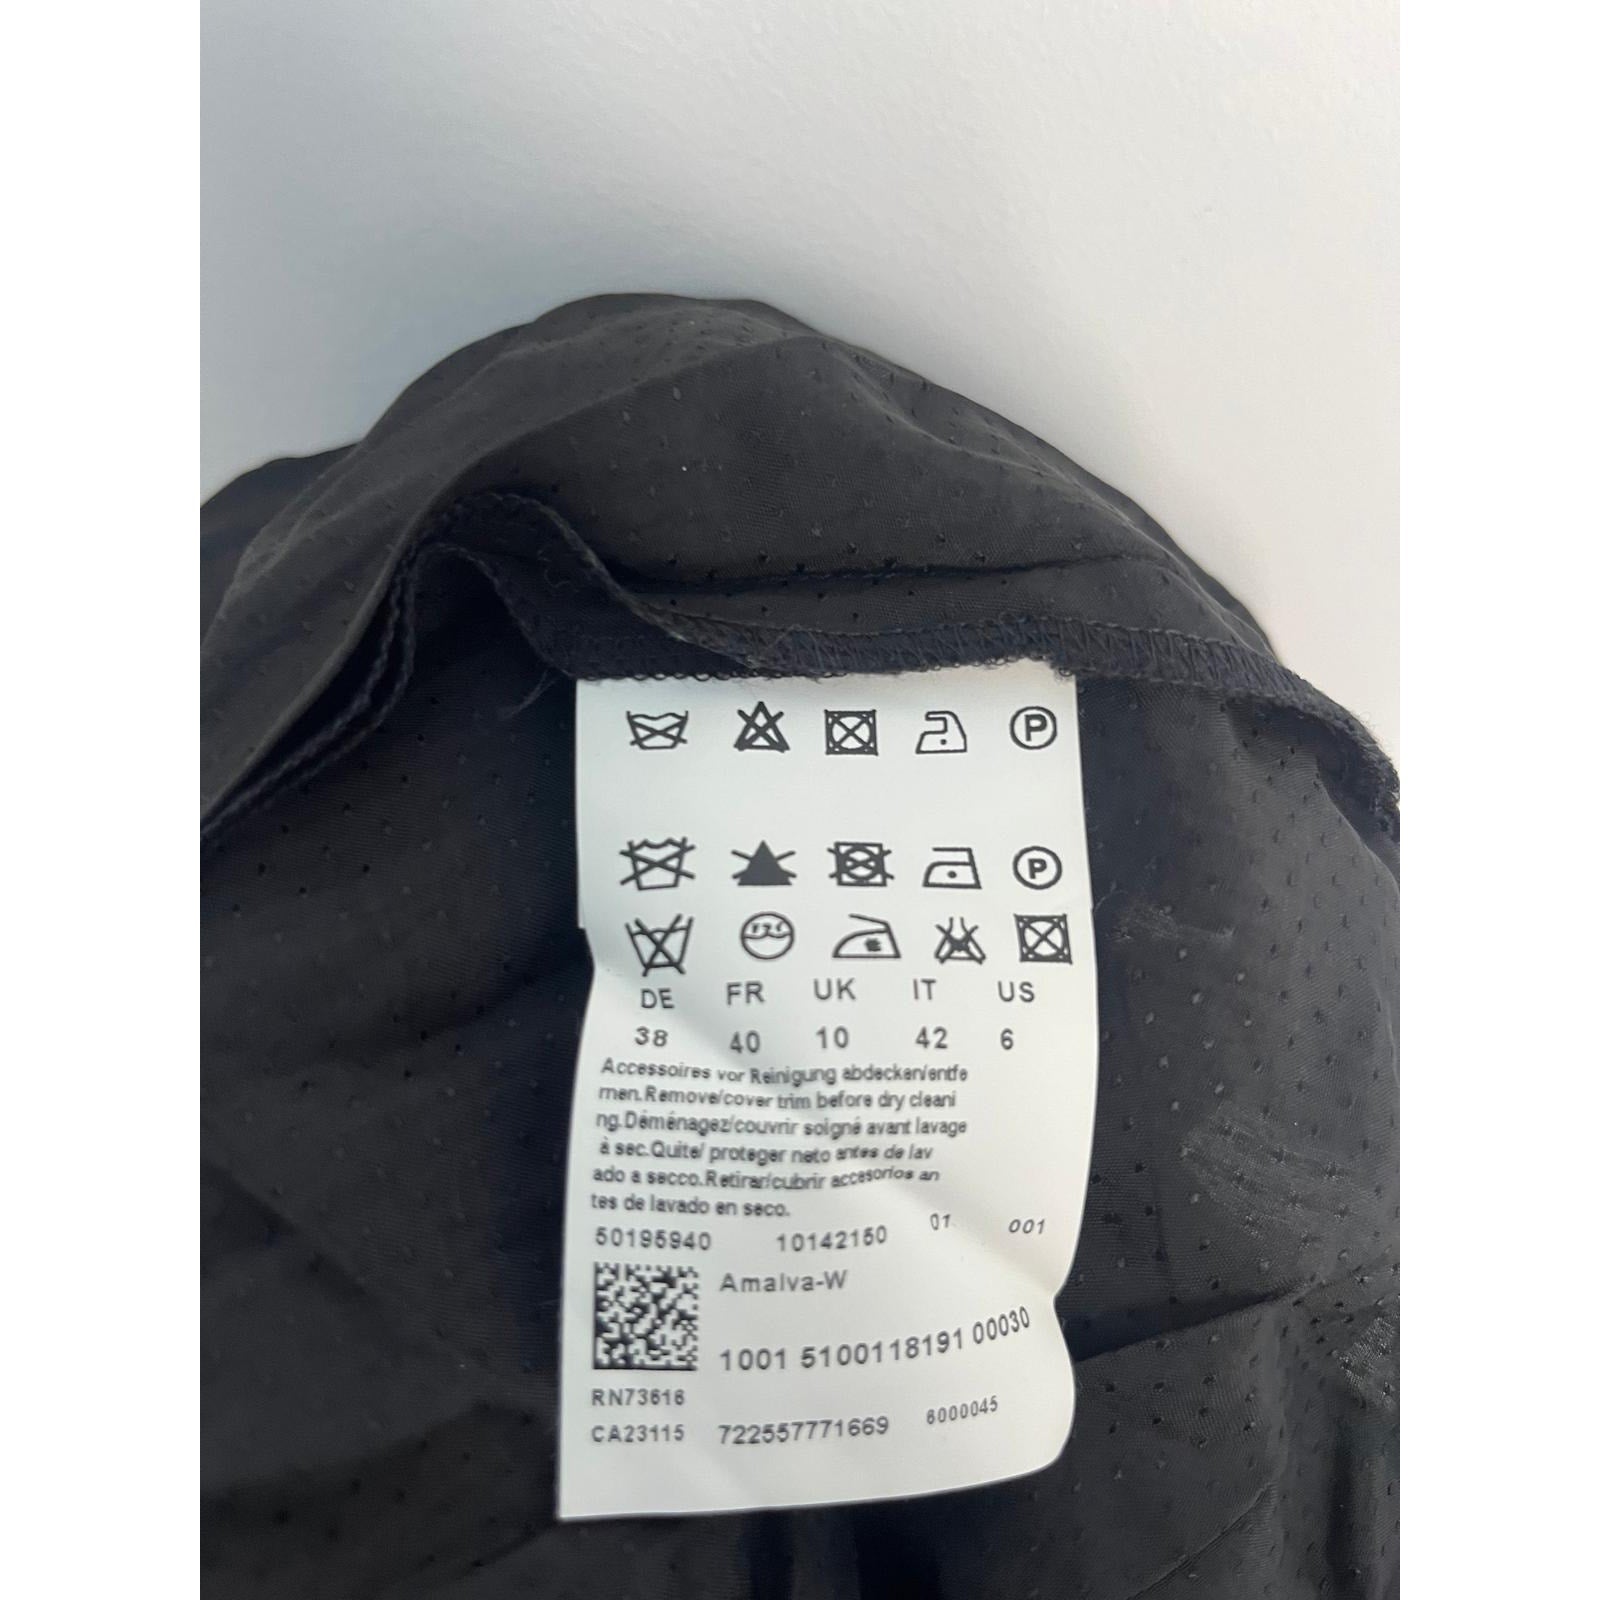 P
P
ドライ
DE FR UK IT US
38 40 10 42 6
Accessoires vor Reinigung abdecken/entfe
rnen.Remove/cover trim before dry cleani
ng.Déménagez/couvrir soigné avant lavage
à sec.Quite/ proteger neto antes de lav
ado a secco.Retirar/cubrir accesorios an
tes de lavado en seco.
50195940 10142150 01 001
Amalva-W
1001 5100118191 00030
RN73616
CA23115 722557771669 6000045